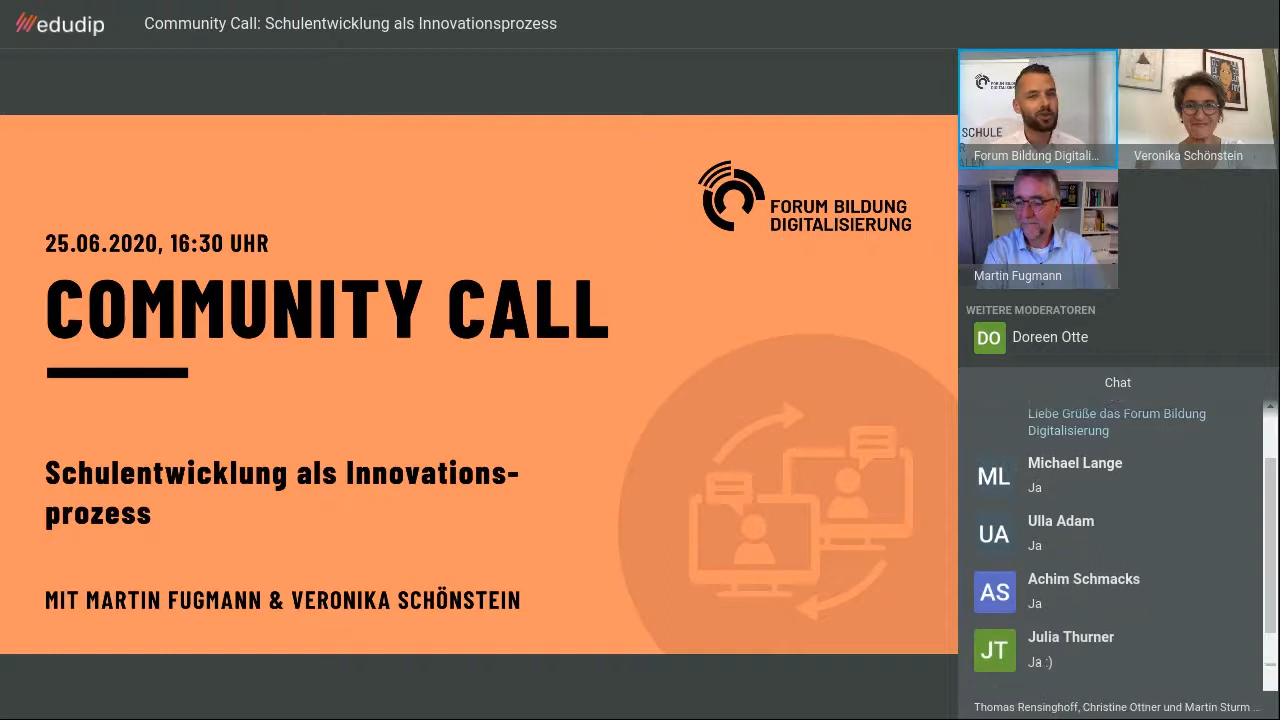 edudip
Community Call: Schulentwicklung als Innovationsprozess
25.06.2020, 16:30 UHR
COMMUNITY CALL
FORUM BILDUNG
DIGITALISIERUNG
Schulentwicklung als Innovations-
prozess
MIT MARTIN FUGMANN & VERONIKA SCHÖNSTEIN
SCHULE
Forum Bildung Digitali...
Veronika Schönstein
Martin Fugmann
WEITERE MODERATOREN
DO
Doreen Otte
Chat
Liebe Grüße das Forum Bildung
Digitalisierung
ML
Michael Lange
Ja
UA
Ulla Adam
Ja
AS
Achim Schmacks
Ja
JT
Julia Thurner
Ja :)
Thomas Rensinghoff, Christine Ottner und Martin Sturm ...